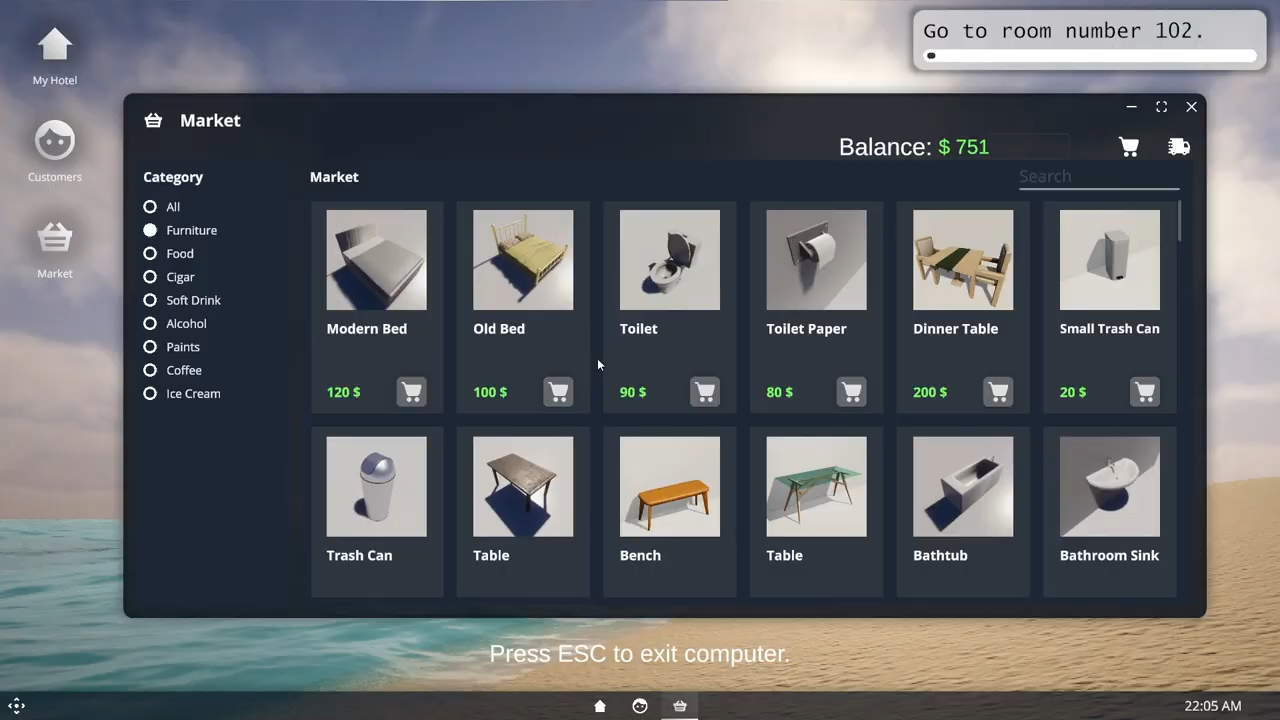 Go to room number 102.
My Hotel
Customers
Market
Market
Balance: $ 751
Category
All
Furniture
Food
Cigar
Soft Drink
Alcohol
Paints
Coffee
Ice Cream
Market
Search
Modern Bed
120 $
Old Bed
100 $
Toilet
90 $
Toilet Paper
80 $
Dinner Table
200 $
Small Trash Can
20 $
Trash Can
Table
Bench
Table
Bathtub
Bathroom Sink
Press ESC to exit computer.
22:05 AM